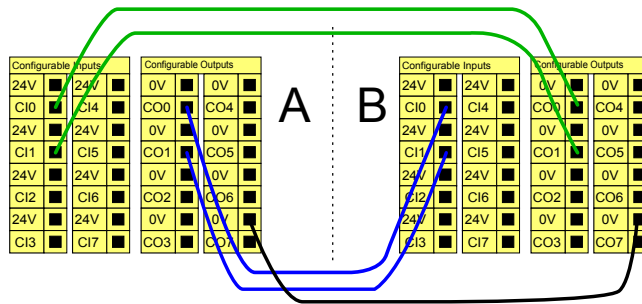 Configurable Inputs Configurable Outputs Configurable Inputs Configurable Outputs
24V 24V 0V 0V 24V 24V 0V 0V
CI0 CI4 CO0 CO4 A B CI0 CI4 CO0 CO4
24V 24V 0V 0V 24V 24V 0V 0V
CI1 CI5 CO1 CO5 CI1 CI5 CO1 CO5
24V 24V 0V 0V 24V 24V 0V 0V
CI2 CI6 CO2 CO6 CI2 CI6 CO2 CO6
24V 24V 0V 0V 24V 24V 0V 0V
CI3 CI7 CO3 CO7 CI3 CI7 CO3 CO7